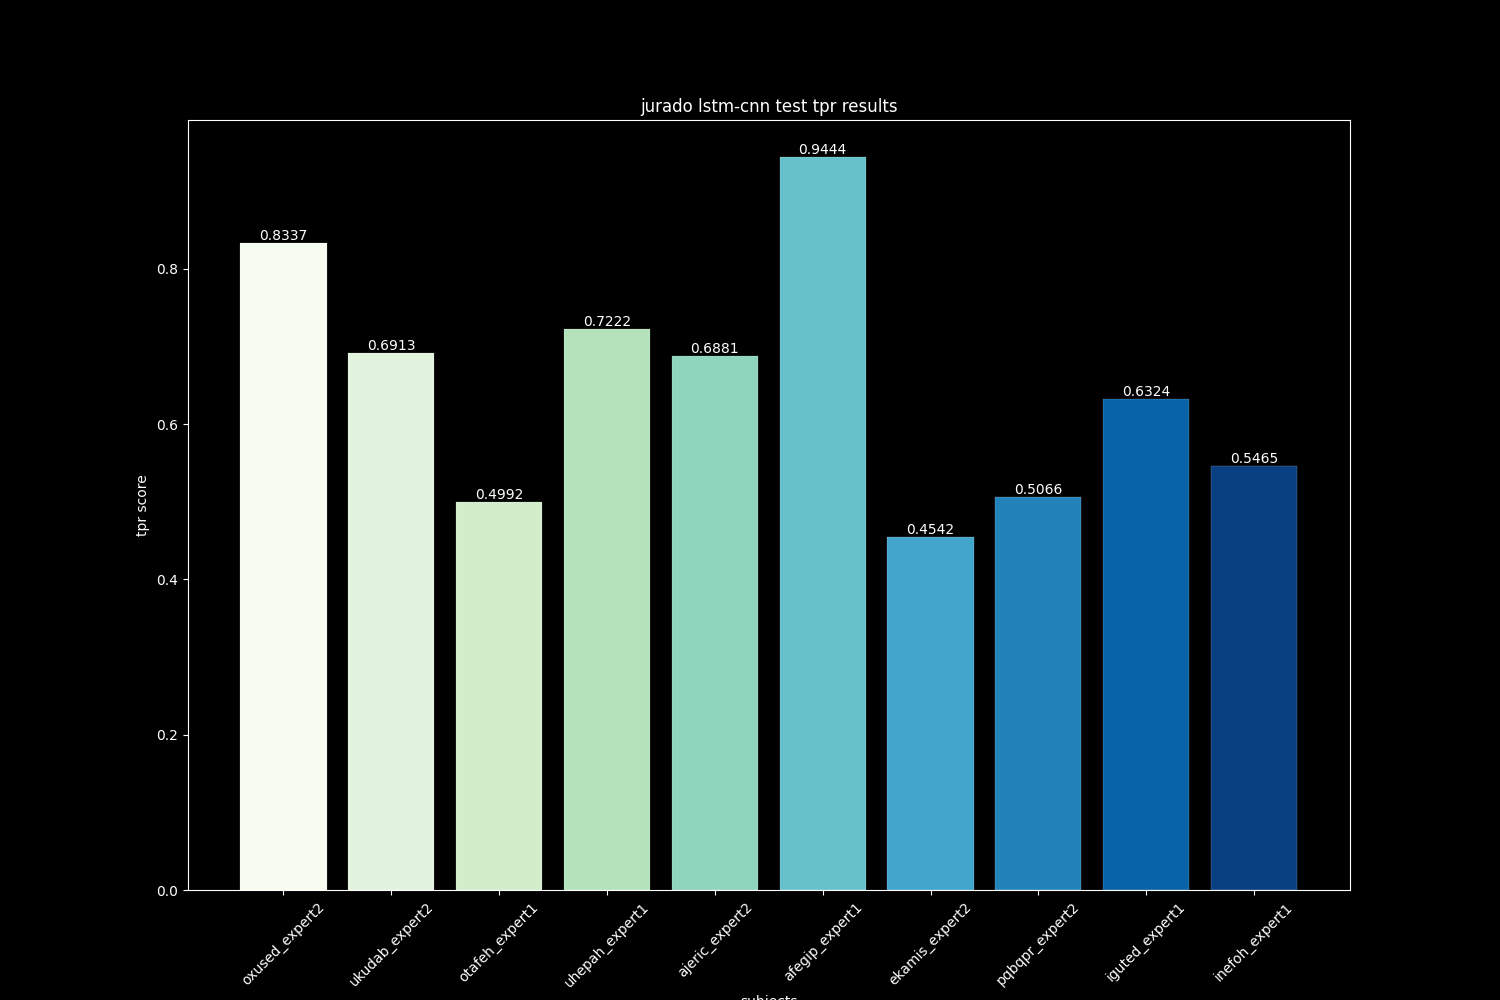 jurado lstm-cnn test tpr results
0.9444
0.8337
0.7222
0.6913
0.6881
0.6324
0.5465
0.5066
0.4992
0.4542
0.8
0.6
0.4
0.2
0.0
tpr score
oxused_expert2
ukudab_expert2
otafeh_expert1
uhepah_expert1
ajeric_expert2
afegip_expert1
ekamis_expert2
pqbqpr_expert2
iguted_expert1
inefoh_expert1
subjects